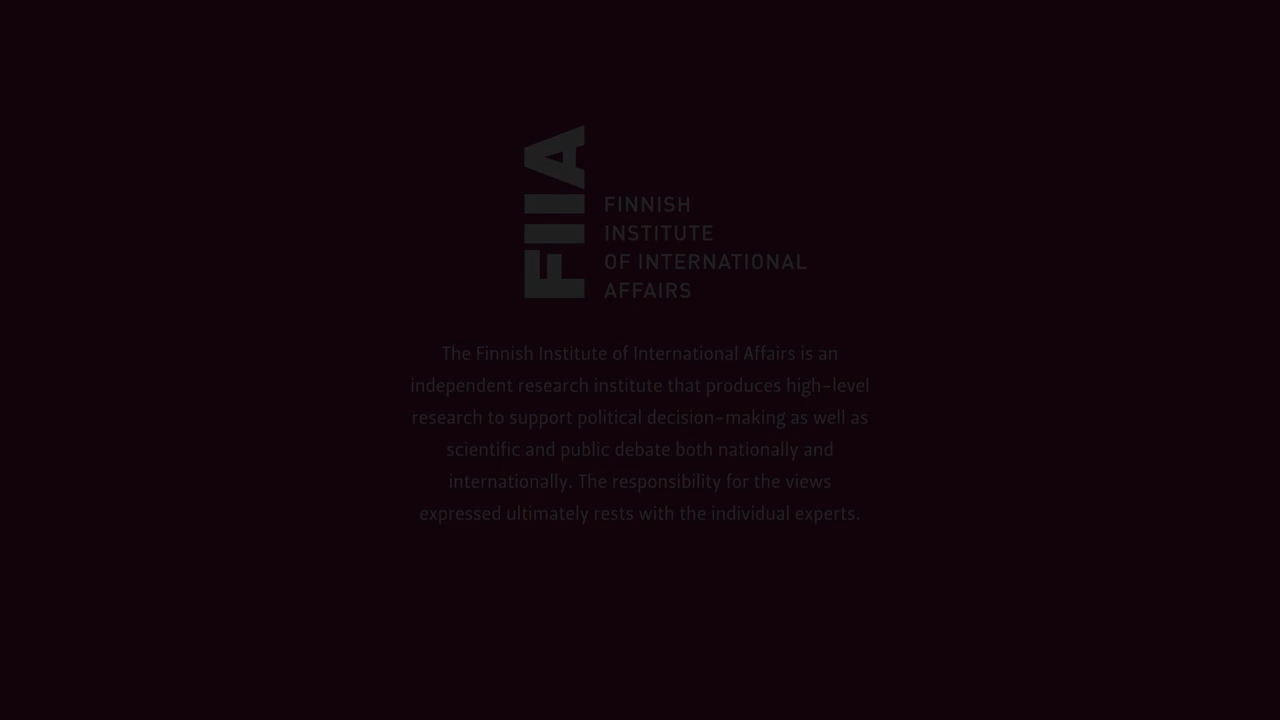 FIIA
FINNISH
INSTITUTE
OF INTERNATIONAL
AFFAIRS
The Finnish Institute of International Affairs is an
independent research institute that produces high-level
research to support political decision-making as well as
scientific and public debate both nationally and
internationally. The responsibility for the views
expressed ultimately rests with the individual experts.